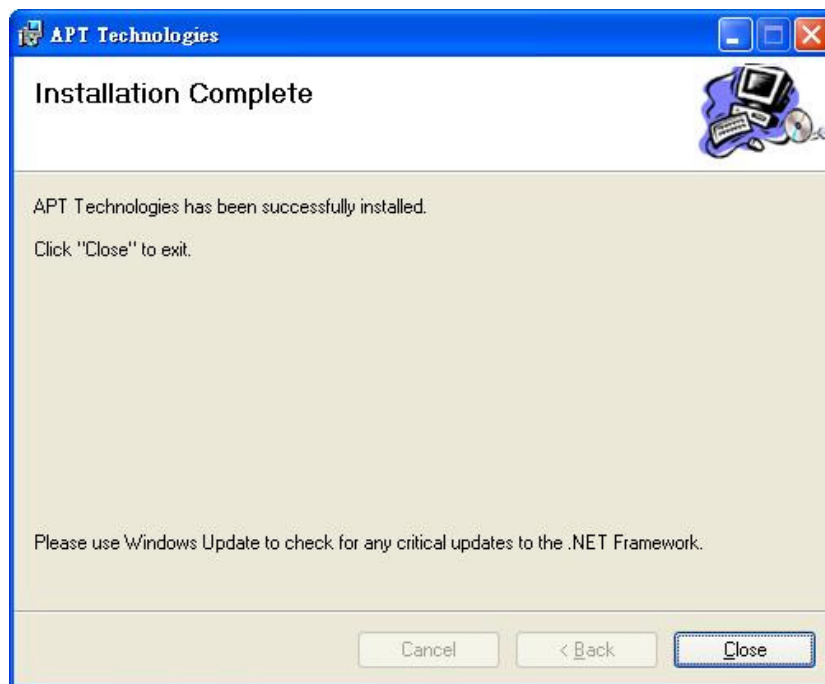 APT Technologies
Installation Complete
APT Technologies has been successfully installed.
Click "Close" to exit.
Please use Windows Update to check for any critical updates to the .NET Framework.
Cancel
< Back
Close